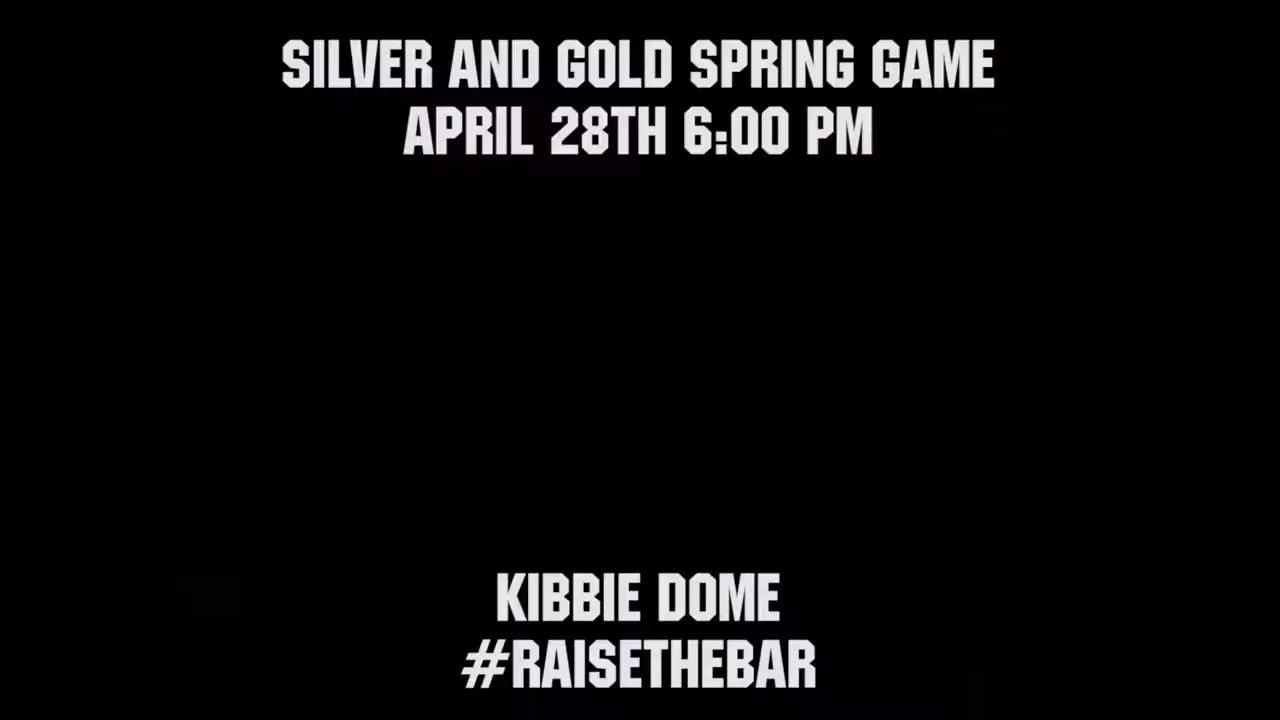 SILVER AND GOLD SPRING GAME
APRIL 28TH 6:00 PM
KIBBIE DOME
#RAISETHEBAR